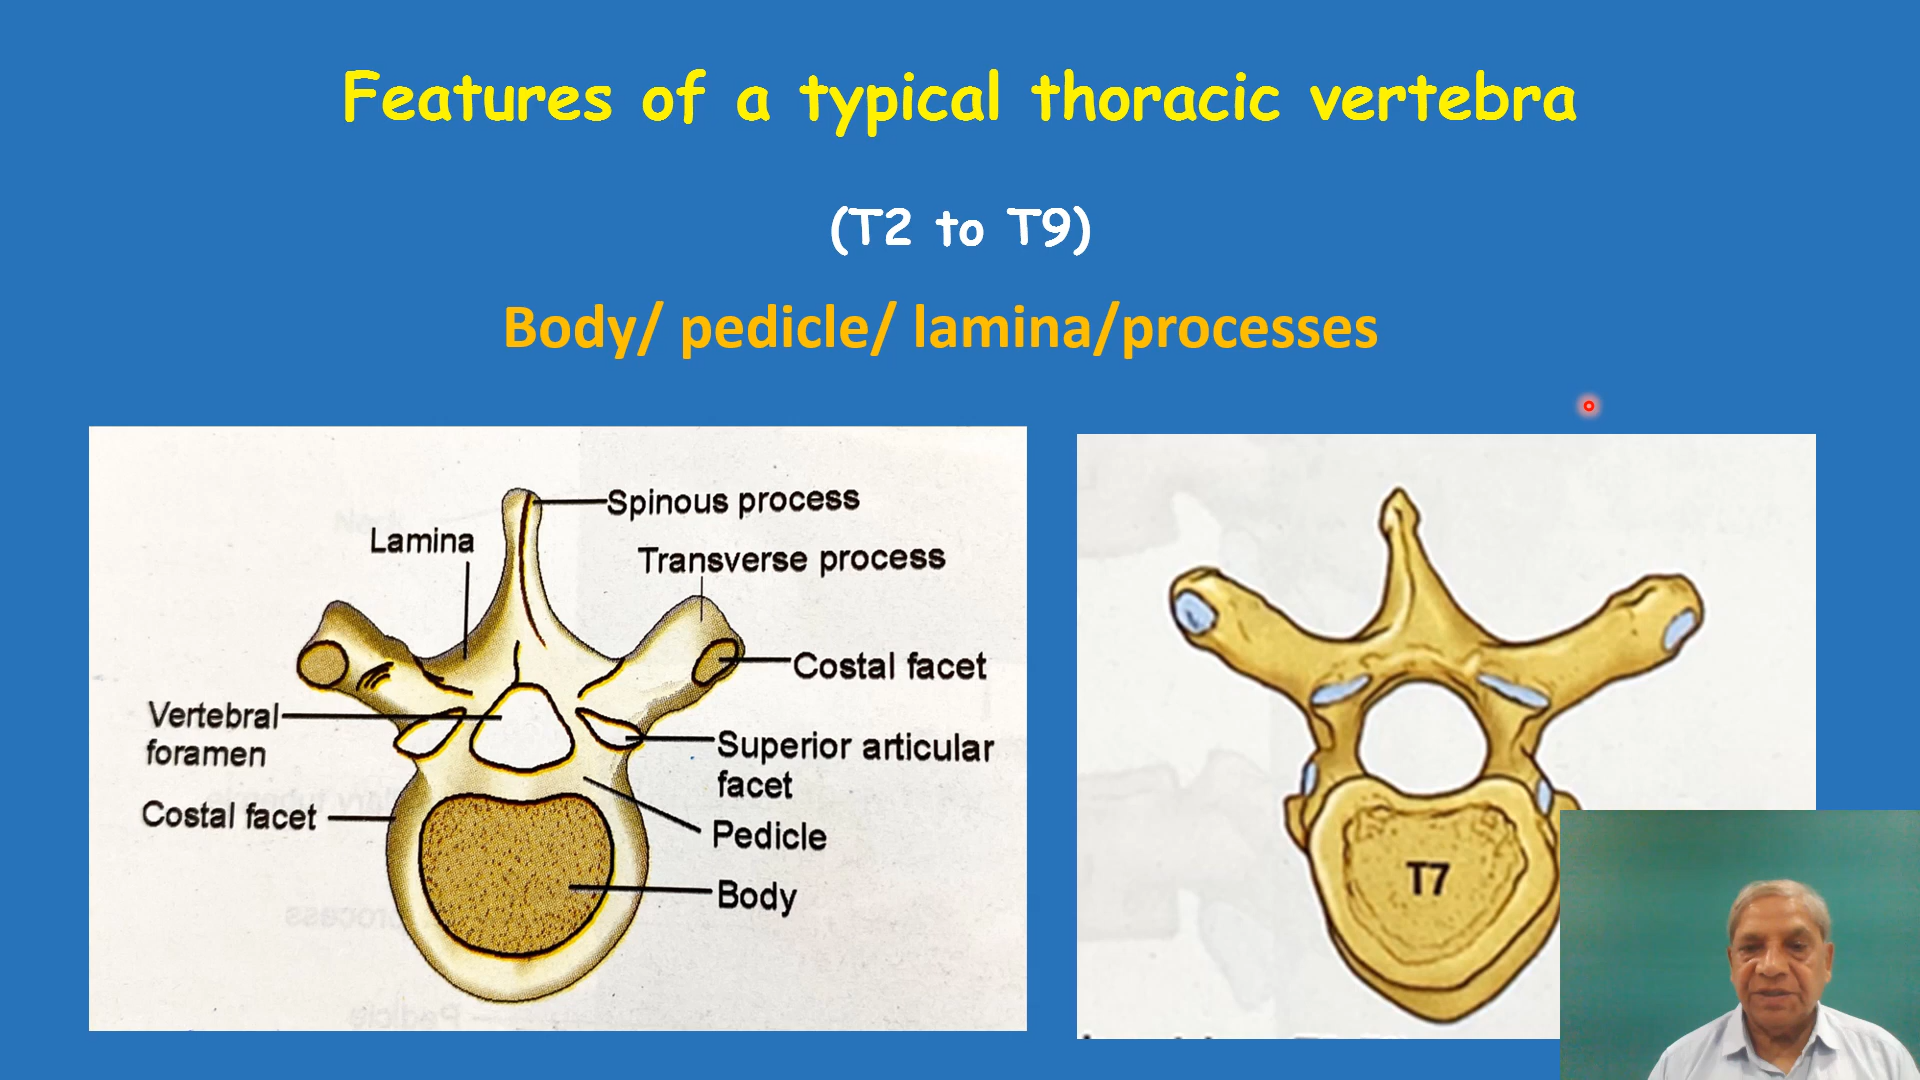 Features of a typical thoracic vertebra
(T2 to T9)
Body/ pedicle/ lamina/processes
Spinous process
Lamina
Transverse process
Costal facet
Vertebral
foramen
Superior articular
facet
Costal facet
Pedicle
Body
T7